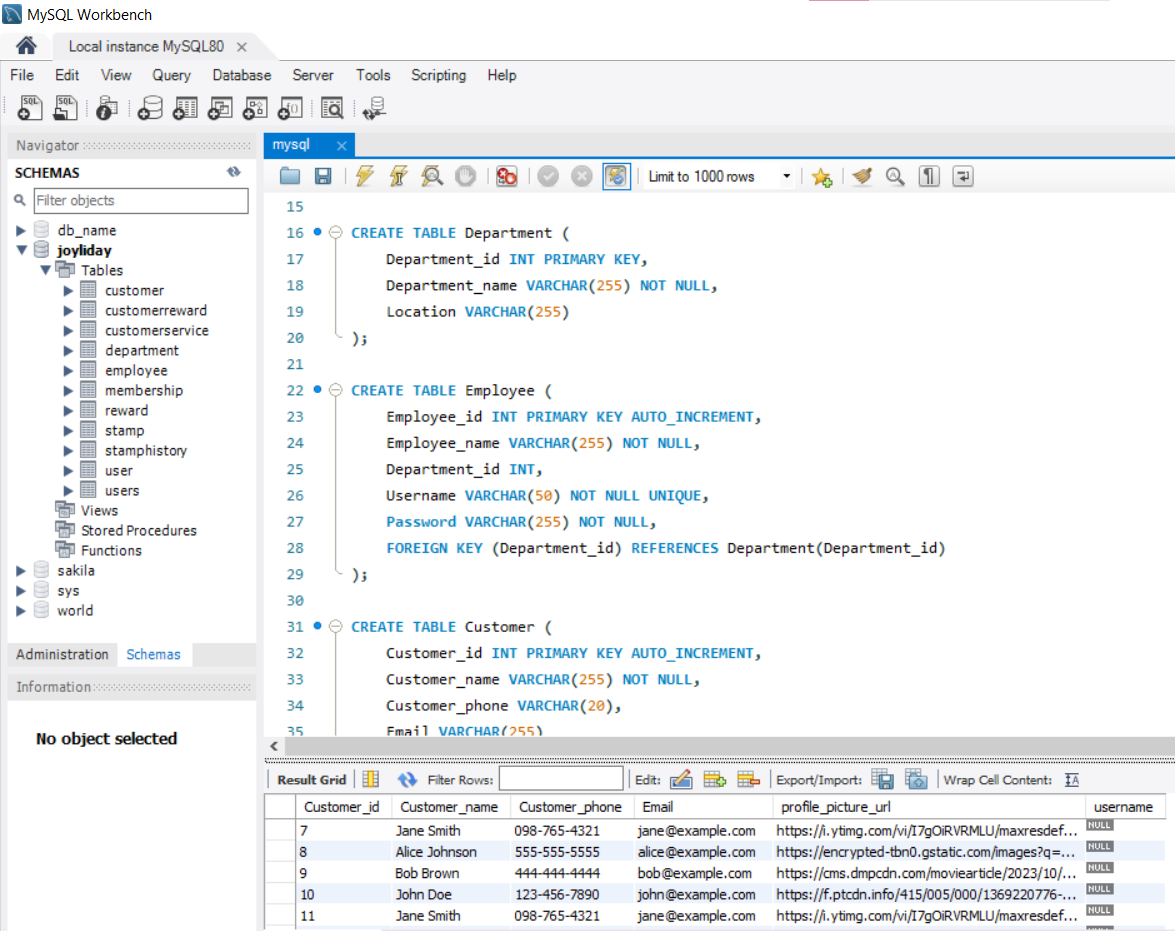 MySQL Workbench
Local instance MySQL80
File Edit View Query Database Server Tools Scripting Help
Navigator
SCHEMAS
Filter objects
db_name
joyliday
Tables
customer
customerreward
customerservice
department
employee
membership
reward
stamp
stamphistory
user
users
Views
Stored Procedures
Functions
sakila
sys
world
Administration Schemas
Information
No object selected
mysql
Limit to 1000 rows
15
16 CREATE TABLE Department (
17 Department_id INT PRIMARY KEY,
18 Department_name VARCHAR(255) NOT NULL,
19 Location VARCHAR(255)
20 );
21
22 CREATE TABLE Employee (
23 Employee_id INT PRIMARY KEY AUTO_INCREMENT,
24 Employee_name VARCHAR(255) NOT NULL,
25 Department_id INT,
26 Username VARCHAR(50) NOT NULL UNIQUE,
27 Password VARCHAR(255) NOT NULL,
28 FOREIGN KEY (Department_id) REFERENCES Department(Department_id)
29 );
30
31 CREATE TABLE Customer (
32 Customer_id INT PRIMARY KEY AUTO_INCREMENT,
33 Customer_name VARCHAR(255) NOT NULL,
34 Customer_phone VARCHAR(20),
35 Email VARCHAR(255)
Result Grid Filter Rows: Edit: Export/Import: Wrap Cell Content:
Customer_id Customer_name Customer_phone Email profile_picture_url username
7 Jane Smith 098-765-4321 jane@example.com https://i.ytimg.com/vi/I7gOiRVRMLU/maxresdef... NULL
8 Alice Johnson 555-555-5555 alice@example.com https://encrypted-tbn0.gstatic.com/images?q=... NULL
9 Bob Brown 444-444-4444 bob@example.com https://cms.dmpcdn.com/moviearticle/2023/10/... NULL
10 John Doe 123-456-7890 john@example.com https://f.ptcdn.info/415/005/000/1369220776-... NULL
11 Jane Smith 098-765-4321 jane@example.com https://i.ytimg.com/vi/I7gOiRVRMLU/maxresdef... NULL